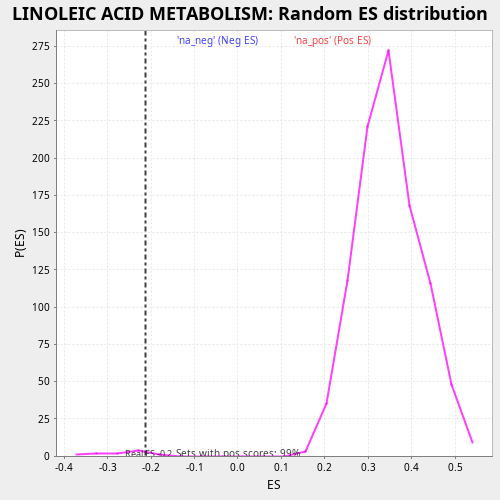 LINOLEIC ACID METABOLISM: Random ES distribution
'na_neg' (Neg ES) 'na_pos' (Pos ES)
275
250
225
200
175
150
125
100
75
50
25
0
P(ES)
Sets with pos scores: 99%
-0.4 -0.3 -0.2 -0.1 0.0 0.1 0.2 0.3 0.4 0.5
ES